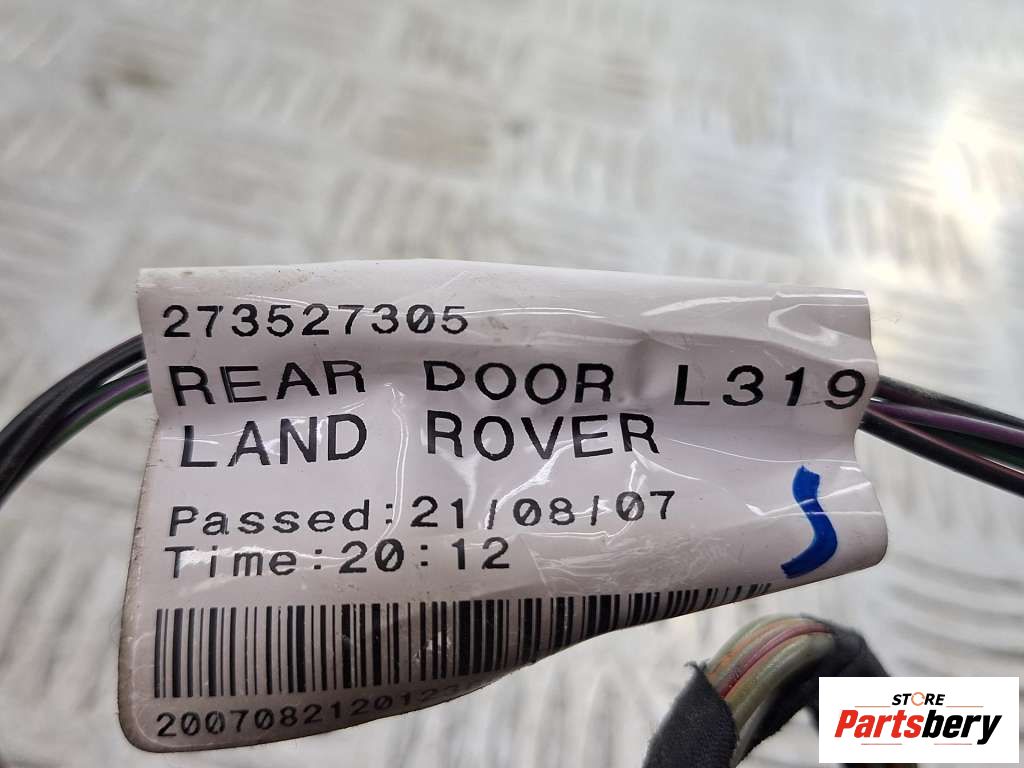 273527305
REAR DOOR L319
LAND ROVER
Passed:21/08/07
Time:20:12
STORE
Partsbery